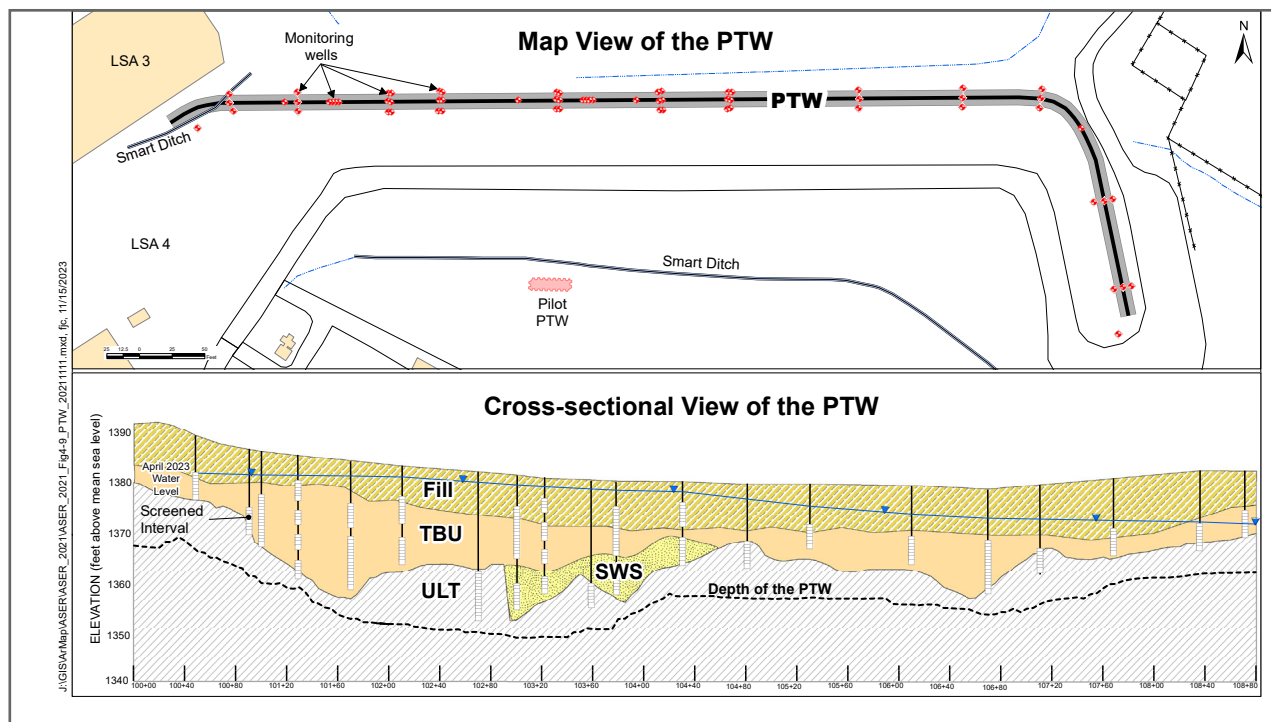 Map View of the PTW
N
LSA 3
Monitoring
wells
PTW
Smart Ditch
LSA 4
Smart Ditch
Pilot
PTW
25 12.5 0 25 50
Feet
J:\GIS\ArMap\ASER\ASER_2021\ASER_2021_Fig4-9_PTW_20211111.mxd, fjc, 11/15/2023
Cross-sectional View of the PTW
ELEVATION (feet above mean sea level)
1390
1380
1370
1360
1350
1340
April 2023
Water
Level
Screened
Interval
Fill
TBU
SWS
ULT
Depth of the PTW
100+00 100+40 100+80 101+20 101+60 102+00 102+40 102+80 103+20 103+60 104+00 104+40 104+80 105+20 105+60 106+00 106+40 106+80 107+20 107+60 108+00 108+40 108+80